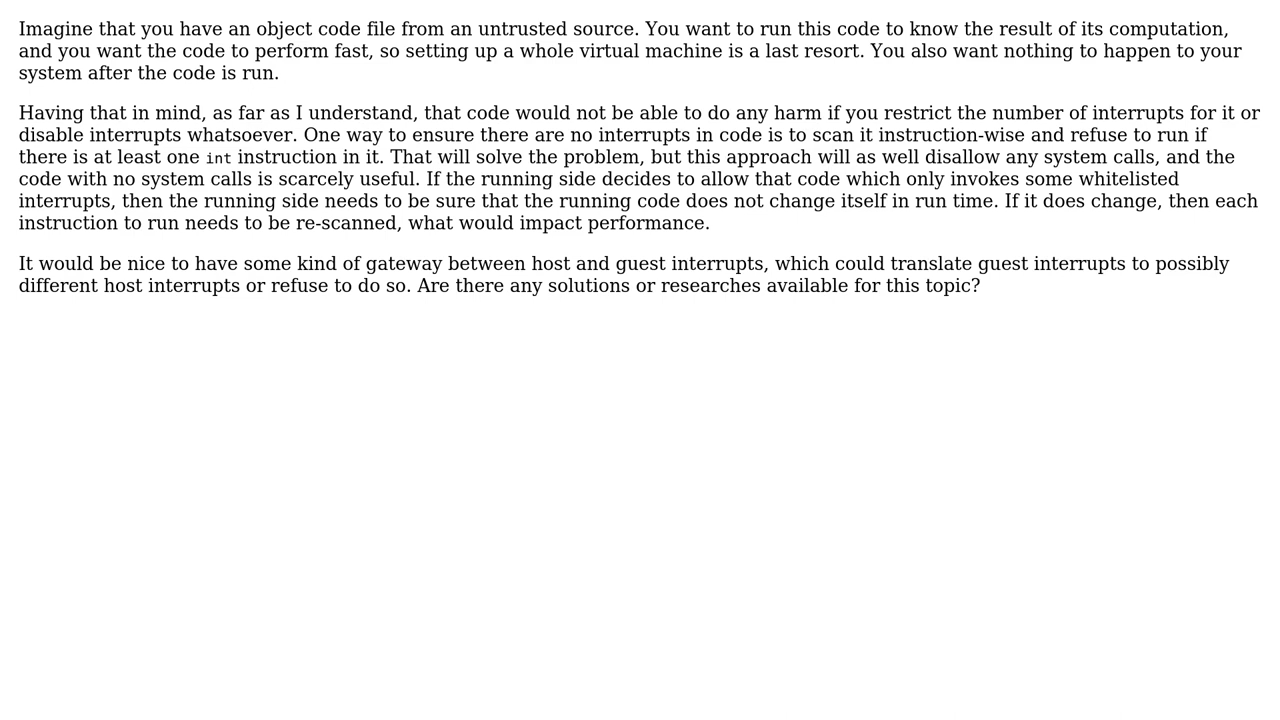 Imagine that you have an object code file from an untrusted source. You want to run this code to know the result of its computation,
and you want the code to perform fast, so setting up a whole virtual machine is a last resort. You also want nothing to happen to your
system after the code is run.
Having that in mind, as far as I understand, that code would not be able to do any harm if you restrict the number of interrupts for it or
disable interrupts whatsoever. One way to ensure there are no interrupts in code is to scan it instruction-wise and refuse to run if
there is at least one int instruction in it. That will solve the problem, but this approach will as well disallow any system calls, and the
code with no system calls is scarcely useful. If the running side decides to allow that code which only invokes some whitelisted
interrupts, then the running side needs to be sure that the running code does not change itself in run time. If it does change, then each
instruction to run needs to be re-scanned, what would impact performance.
It would be nice to have some kind of gateway between host and guest interrupts, which could translate guest interrupts to possibly
different host interrupts or refuse to do so. Are there any solutions or researches available for this topic?